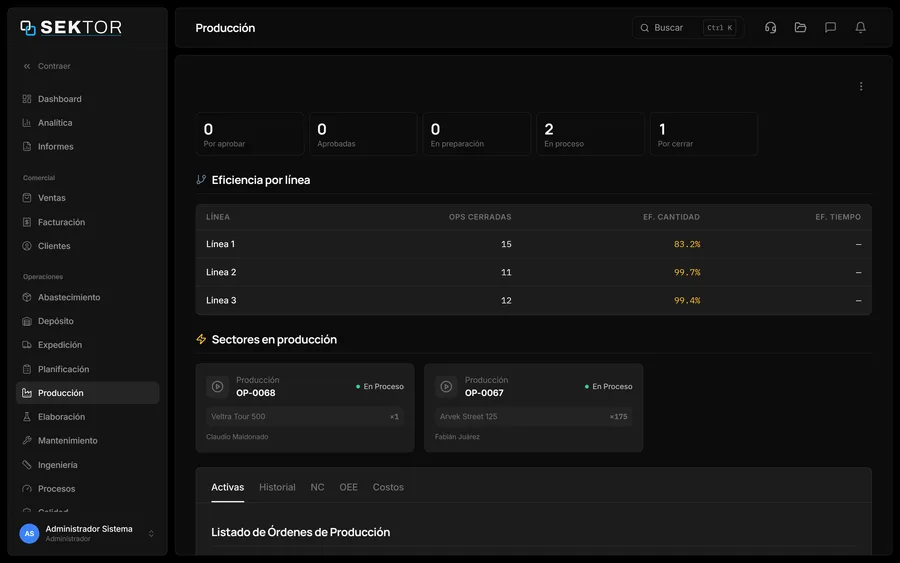 SEKTOR
Contraer
Dashboard
Analítica
Informes
Comercial
Ventas
Facturación
Clientes
Operaciones
Abastecimiento
Depósito
Expedición
Planificación
Producción
Elaboración
Mantenimiento
Ingeniería
Procesos
Calidad
AS
Administrador Sistema
Administrador
Producción
Buscar
Ctrl K
0
Por aprobar
0
Aprobadas
0
En preparación
2
En proceso
1
Por cerrar
Eficiencia por línea
LÍNEA OPS CERRADAS EF. CANTIDAD EF. TIEMPO
Línea 1 15 83.2% —
Línea 2 11 99.7% —
Línea 3 12 99.4% —
Sectores en producción
Producción
OP-0068
En Proceso
Veltra Tour 500 ×1
Claudio Maldonado
Producción
OP-0067
En Proceso
Arvek Street 125 ×175
Fabián Juárez
Activas Historial NC OEE Costos
Listado de Órdenes de Producción